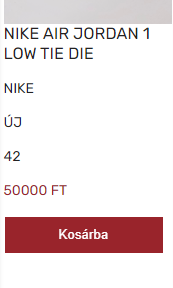 NIKE AIR JORDAN 1
LOW TIE DIE
NIKE
ÚJ
42
50000 FT
Kosárba